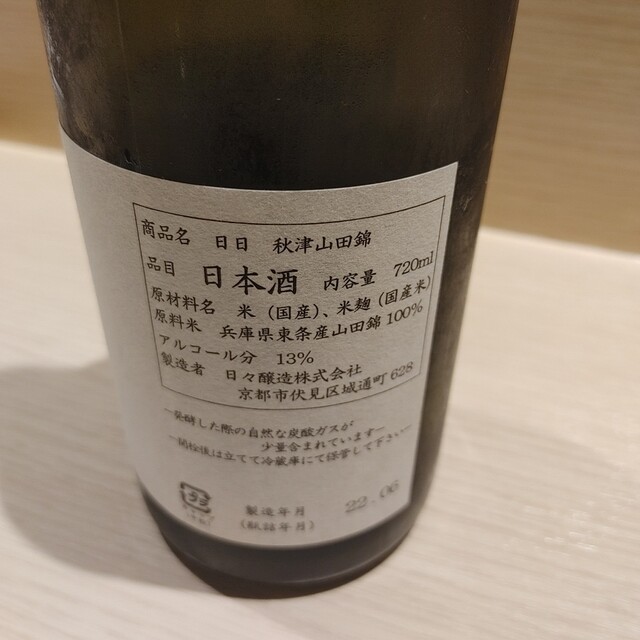 商品名 日日 秋津山田錦
品目 日本酒 内容量 720ml
原材料名 米（国産）、米麹（国産米）
原料米 兵庫県東条産山田錦100%
アルコール分 13%
製造者 日々醸造株式会社
京都市伏見区城通町628
―発酵した際の自然な炭酸ガスが
少量含まれています―
―開栓後は立てて冷蔵庫にて保管して下さい―
製造年月
(瓶詰年月)
22.06